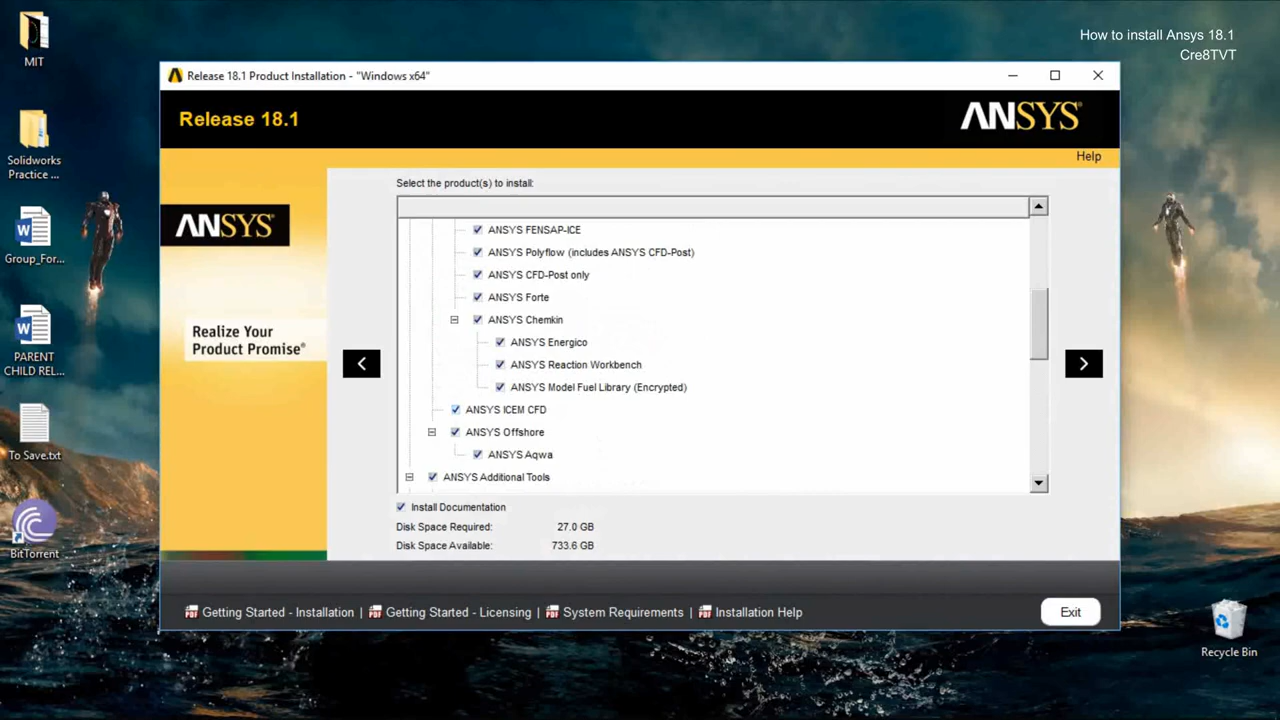 How to install Ansys 18.1
Cre8TVT
MIT
Solidworks
Practice ...
Group_For...
PARENT
CHILD REL...
To Save.txt
BitTorrent
Release 18.1 Product Installation - "Windows x64"
Release 18.1
ANSYS
Help
ANSYS
Realize Your
Product Promise®
Select the product(s) to install:
ANSYS FENSAP-ICE
ANSYS Polyflow (includes ANSYS CFD-Post)
ANSYS CFD-Post only
ANSYS Forte
ANSYS Chemkin
ANSYS Energico
ANSYS Reaction Workbench
ANSYS Model Fuel Library (Encrypted)
ANSYS ICEM CFD
ANSYS Offshore
ANSYS Aqwa
ANSYS Additional Tools
Install Documentation
Disk Space Required: 27.0 GB
Disk Space Available: 733.6 GB
Getting Started - Installation | Getting Started - Licensing | System Requirements | Installation Help
Exit
Recycle Bin